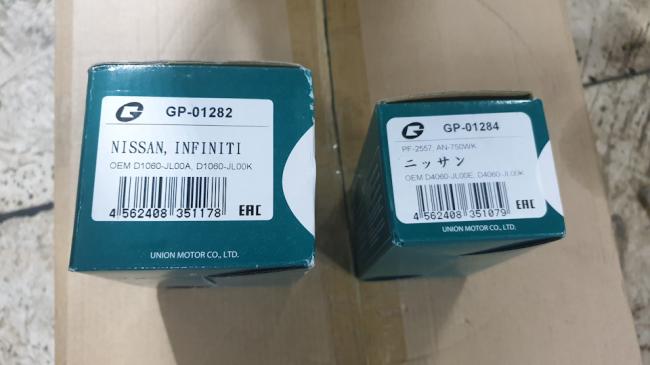 G GP-01282
NISSAN, INFINITI
OEM D1060-JL00A, D1060-JL00K
4 562408 351178 EAC
UNION MOTOR CO., LTD.
G GP-01284
PF-2557, AN-750WK
ニッサン
OEM D4060-JL00E, D4060-JL00K
4 562408 351079 EAC
UNION MOTOR CO., LTD.